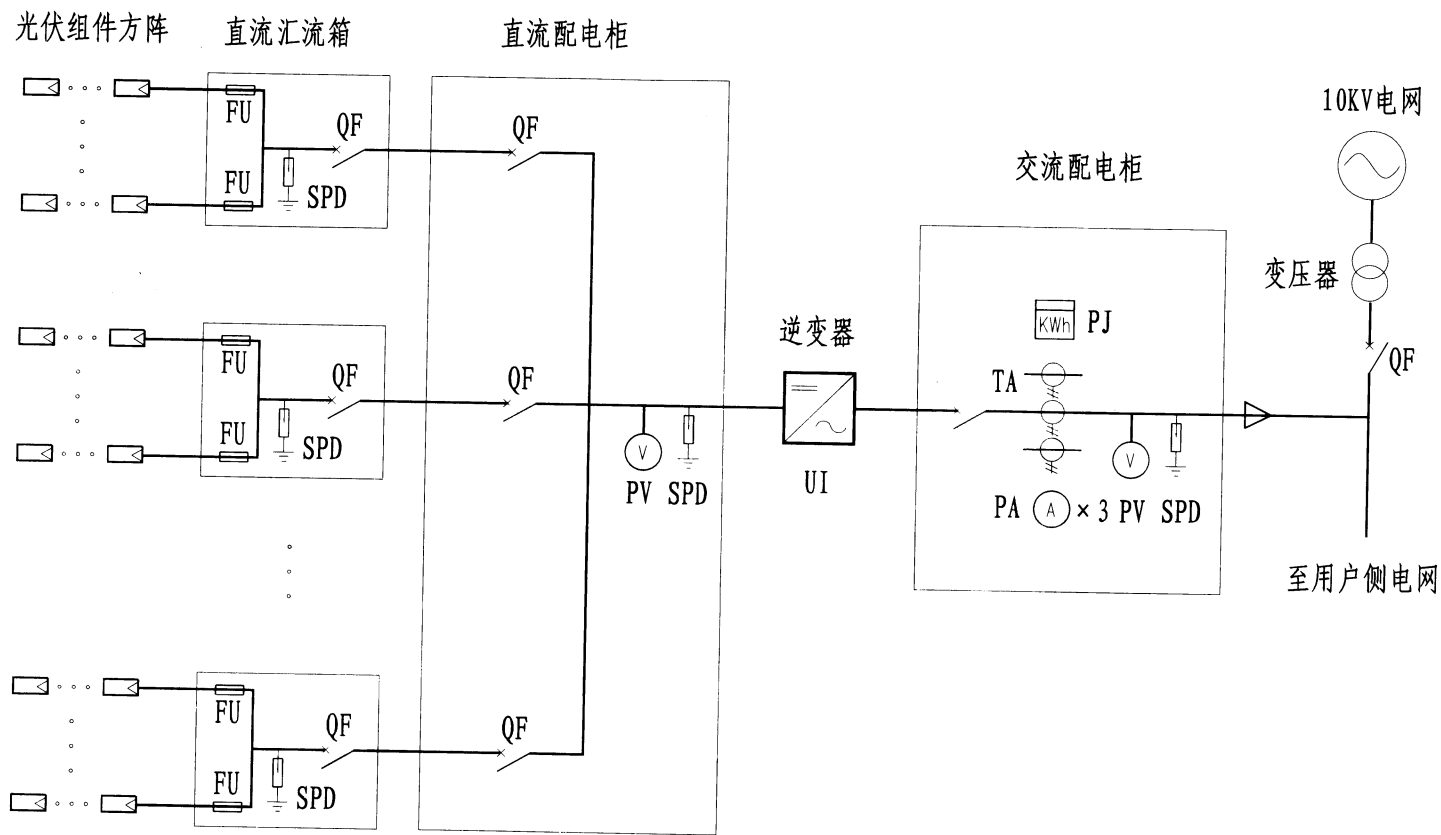 光伏组件方阵
直流汇流箱
直流配电柜
10KV电网
交流配电柜
变压器
QF
逆变器
UI
FU
FU
QF
SPD
QF
FU
FU
QF
SPD
QF
PV SPD
FU
FU
QF
SPD
QF
V
KWh PJ
TA
V
PA A ×3 PV SPD
至用户侧电网